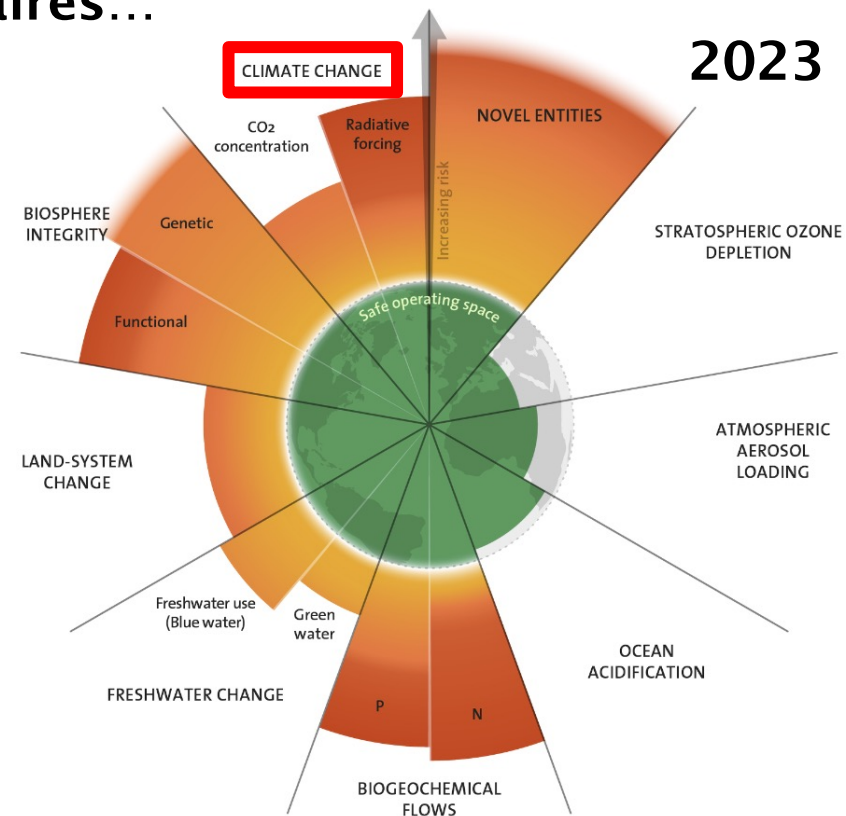 aires...
2023
CLIMATE CHANGE
CO2
concentration
Radiative
forcing
NOVEL ENTITIES
Increasing risk
BIOSPHERE
INTEGRITY
Genetic
Functional
STRATOSPHERIC OZONE
DEPLETION
Safe operating space
LAND-SYSTEM
CHANGE
ATMOSPHERIC
AEROSOL
LOADING
Freshwater use
(Blue water)
Green
water
FRESHWATER CHANGE
P
N
OCEAN
ACIDIFICATION
BIOGEOCHEMICAL
FLOWS